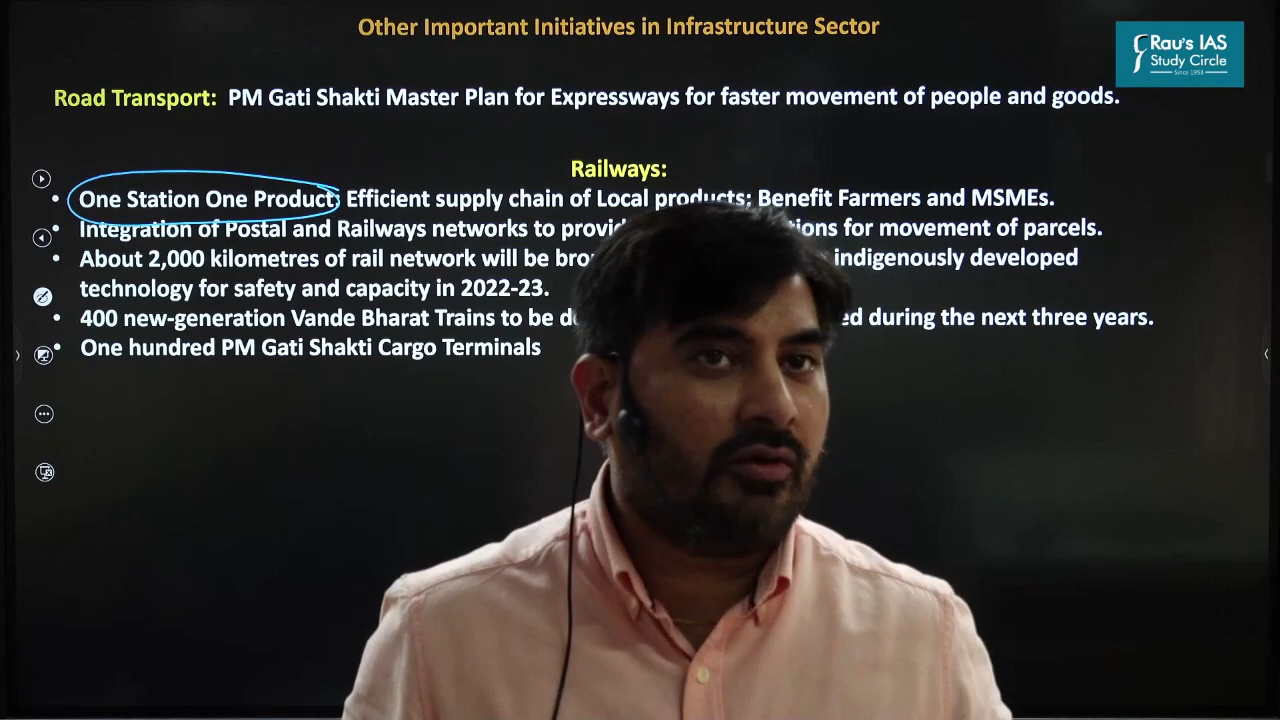 Other Important Initiatives in Infrastructure Sector
Rau's IAS
Study Circle
Since 1953
Road Transport: PM Gati Shakti Master Plan for Expressways for faster movement of people and goods.
Railways:
• One Station One Product: Efficient supply chain of Local products; Benefit Farmers and MSMEs.
• Integration of Postal and Railways networks to for movement of parcels.
• About 2,000 kilometres of rail network will be indigenously developed
technology for safety and capacity in 2022-23.
• 400 new-generation Vande Bharat Trains to be during the next three years.
• One hundred PM Gati Shakti Cargo Terminals